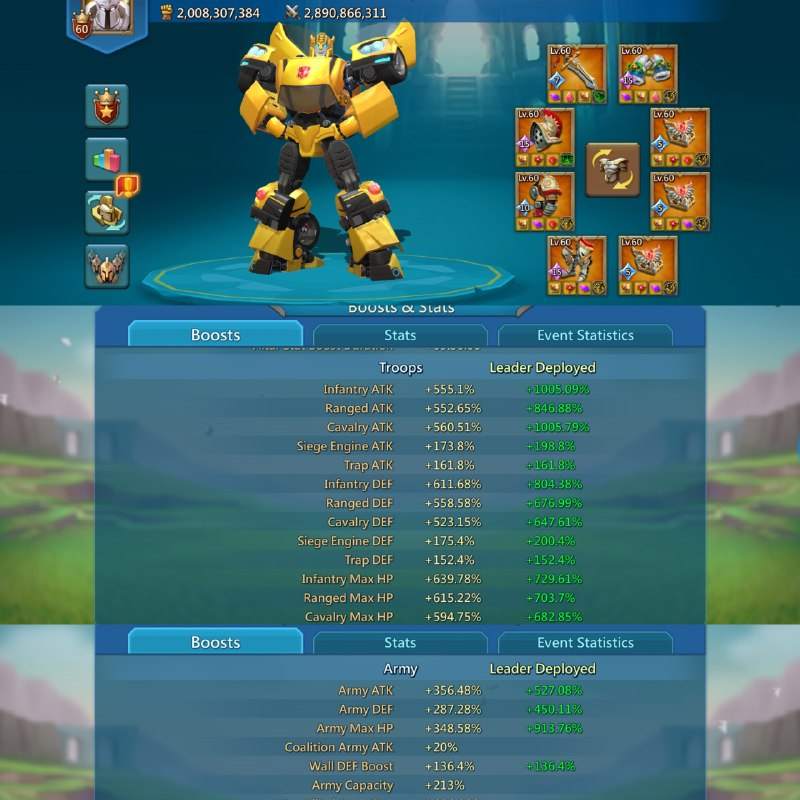 60 2,008,307,384 2,890,866,311
Lv.60 Lv.60
15
Lv.60 Lv.60
15 5
Lv.60 Lv.60
10 5
Lv.60 Lv.60
15 5
Boosts & Stats
Boosts Stats Event Statistics
Troops Leader Deployed
Infantry ATK +555.1% +1005.09%
Ranged ATK +552.65% +846.88%
Cavalry ATK +560.51% +1005.79%
Siege Engine ATK +173.8% +198.8%
Trap ATK +161.8% +161.8%
Infantry DEF +611.68% +804.38%
Ranged DEF +558.58% +676.99%
Cavalry DEF +523.15% +647.61%
Siege Engine DEF +175.4% +200.4%
Trap DEF +152.4% +152.4%
Infantry Max HP +639.78% +729.61%
Ranged Max HP +615.22% +703.7%
Cavalry Max HP +594.75% +682.85%
Boosts Stats Event Statistics
Army Leader Deployed
Army ATK +356.48% +527.08%
Army DEF +287.28% +450.11%
Army Max HP +348.58% +913.76%
Coalition Army ATK +20%
Wall DEF Boost +136.4% +136.4%
Army Capacity +213%